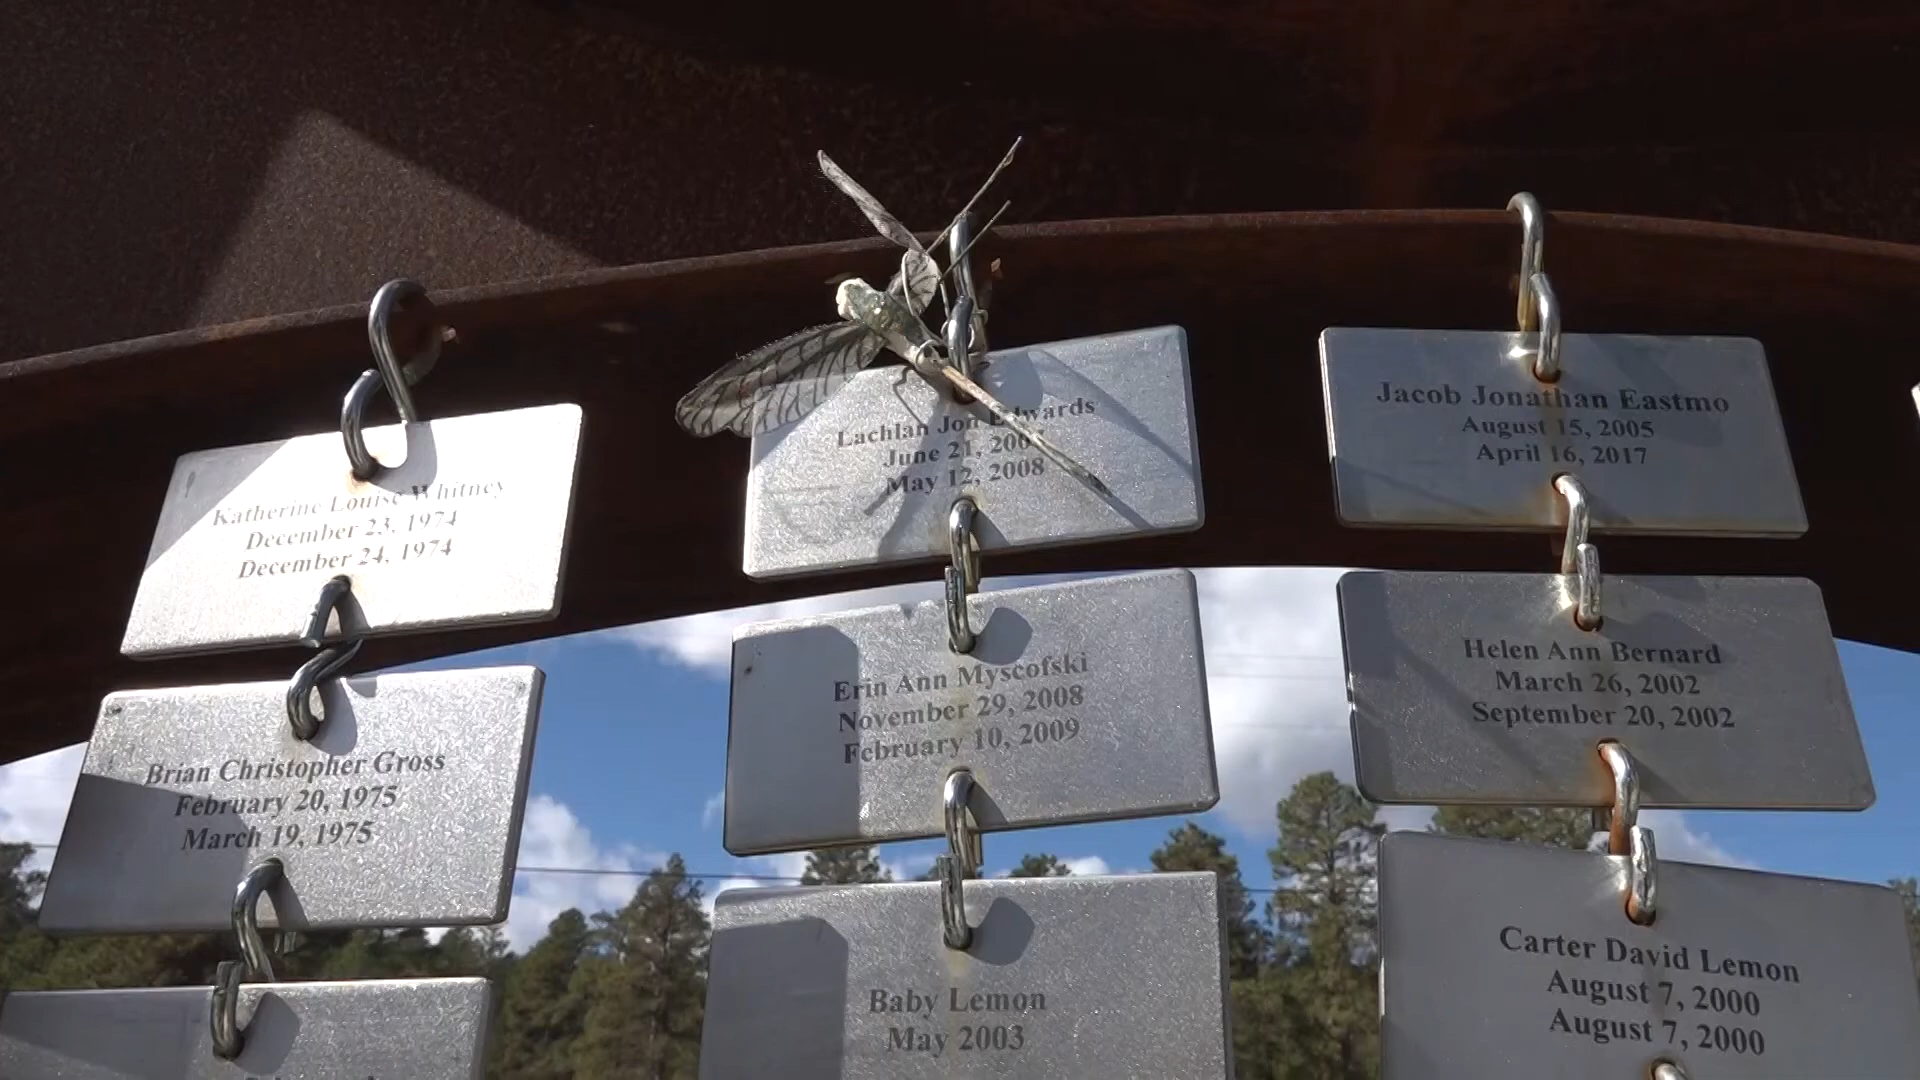 Katherine Louise Whitney
December 23, 1974
December 24, 1974
Brian Christopher Gross
February 20, 1975
March 19, 1975
Lachlan Jon Edwards
June 21, 200
May 12, 2008
Erin Ann Myscofski
November 29, 2008
February 10, 2009
Baby Lemon
May 2003
Jacob Jonathan Eastmo
August 15, 2005
April 16, 2017
Helen Ann Bernard
March 26, 2002
September 20, 2002
Carter David Lemon
August 7, 2000
August 7, 2000